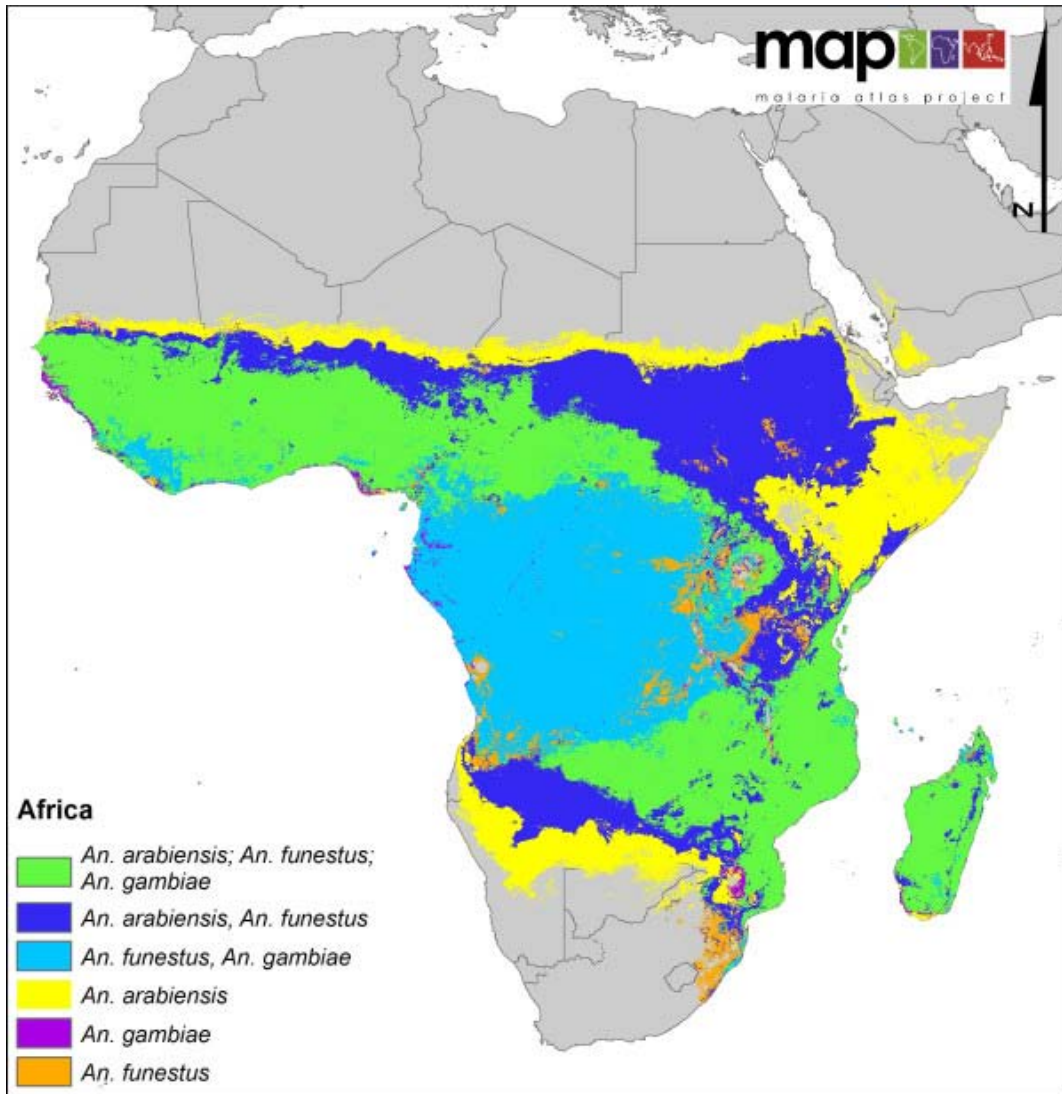 map
malaria atlas project
N
Africa
An. arabiensis; An. funestus;
An. gambiae
An. arabiensis, An. funestus
An. funestus, An. gambiae
An. arabiensis
An. gambiae
An. funestus